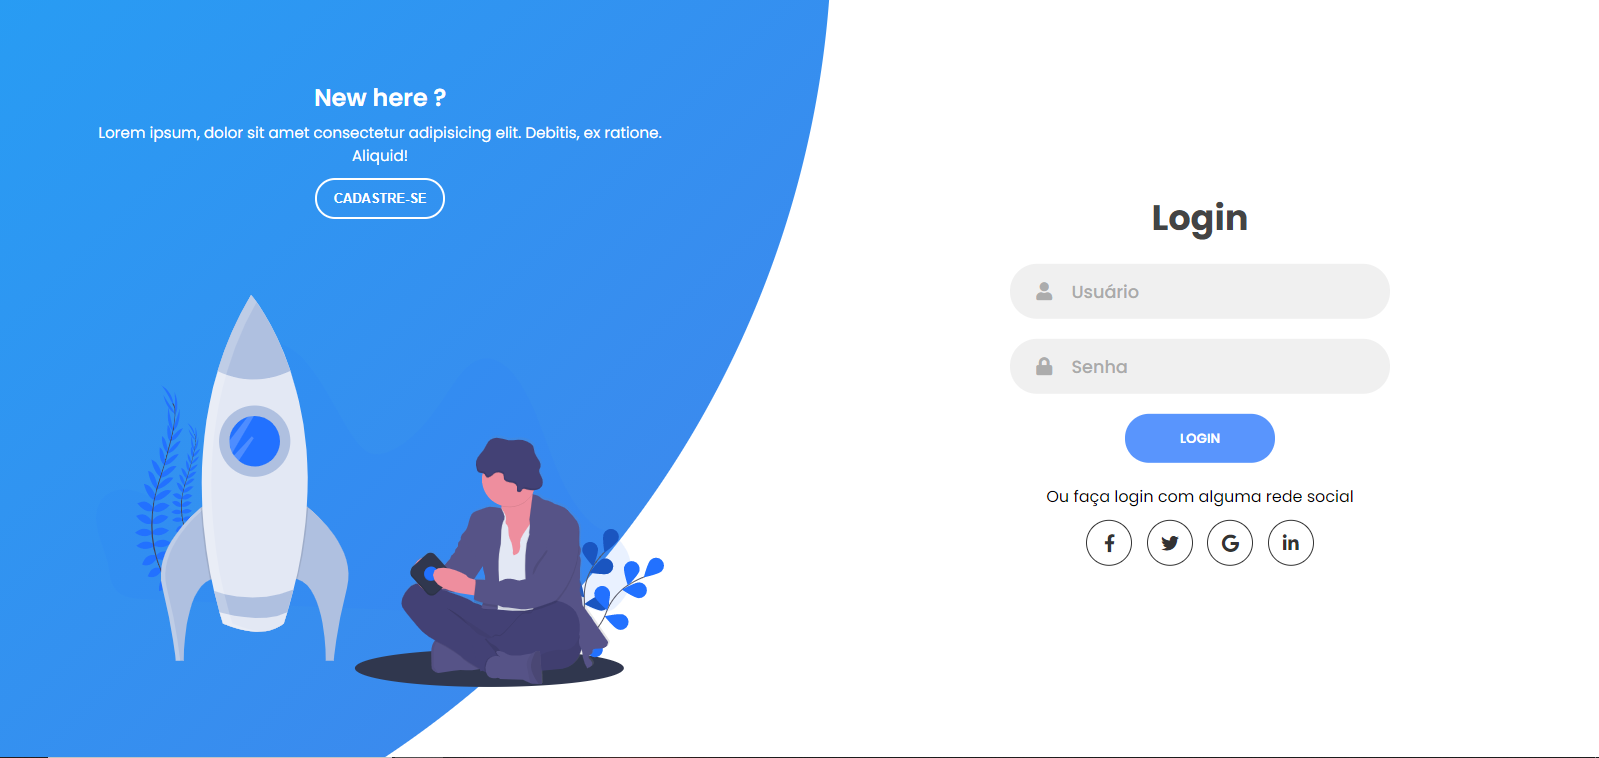 New here ?
Lorem ipsum, dolor sit amet consectetur adipisicing elit. Debitis, ex ratione.
Aliquid!
CADASTRE-SE
Login
Usuário
Senha
LOGIN
Ou faça login com alguma rede social